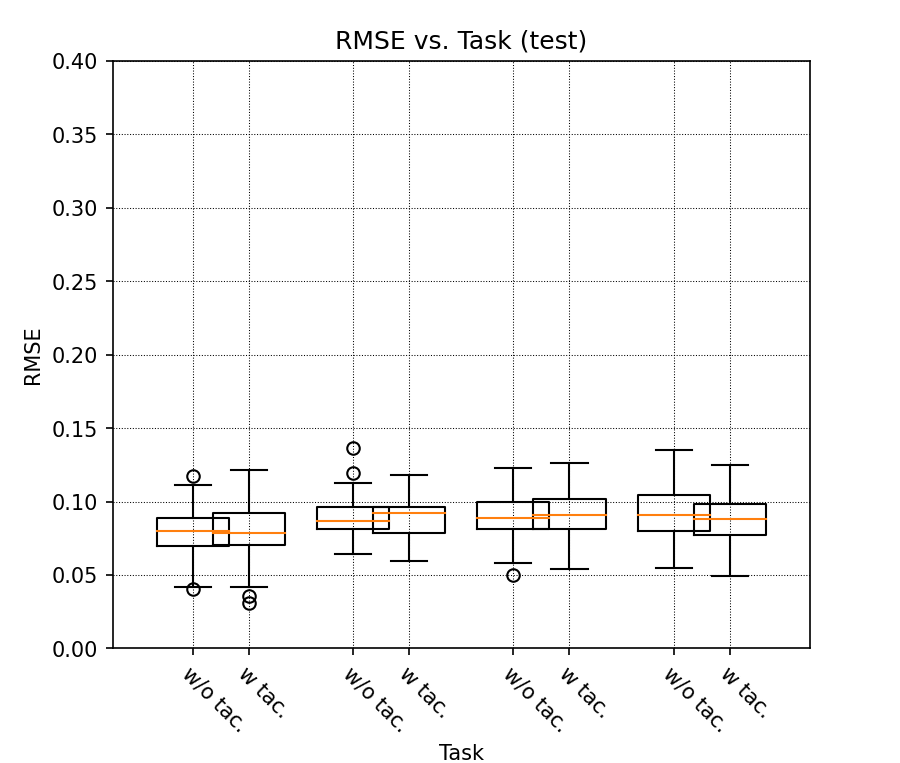 RMSE vs. Task (test)
0.40
0.35
0.30
0.25
0.20
0.15
0.10
0.05
0.00
RMSE
w/o tac.
w tac.
w/o tac.
w tac.
w/o tac.
w tac.
w/o tac.
w tac.
Task